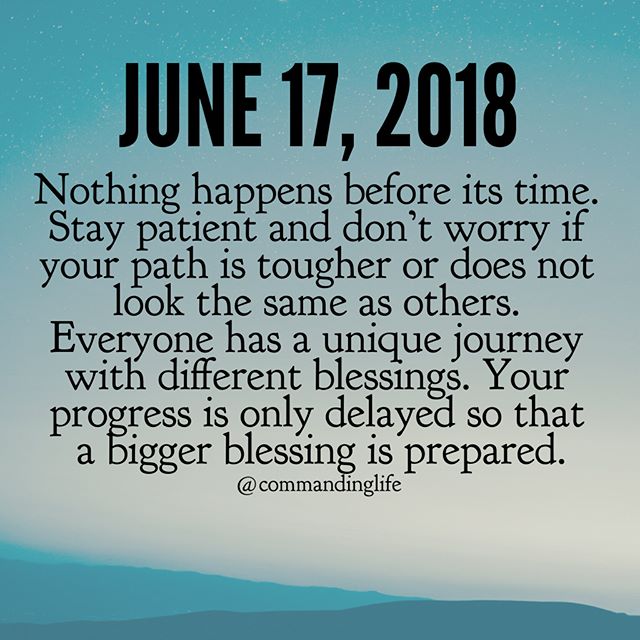 JUNE 17, 2018
Nothing happens before its time.
Stay patient and don't worry if
your path is tougher or does not
look the same as others.
Everyone has a unique journey
with different blessings. Your
progress is only delayed so that
a bigger blessing is prepared.
@commandinglife